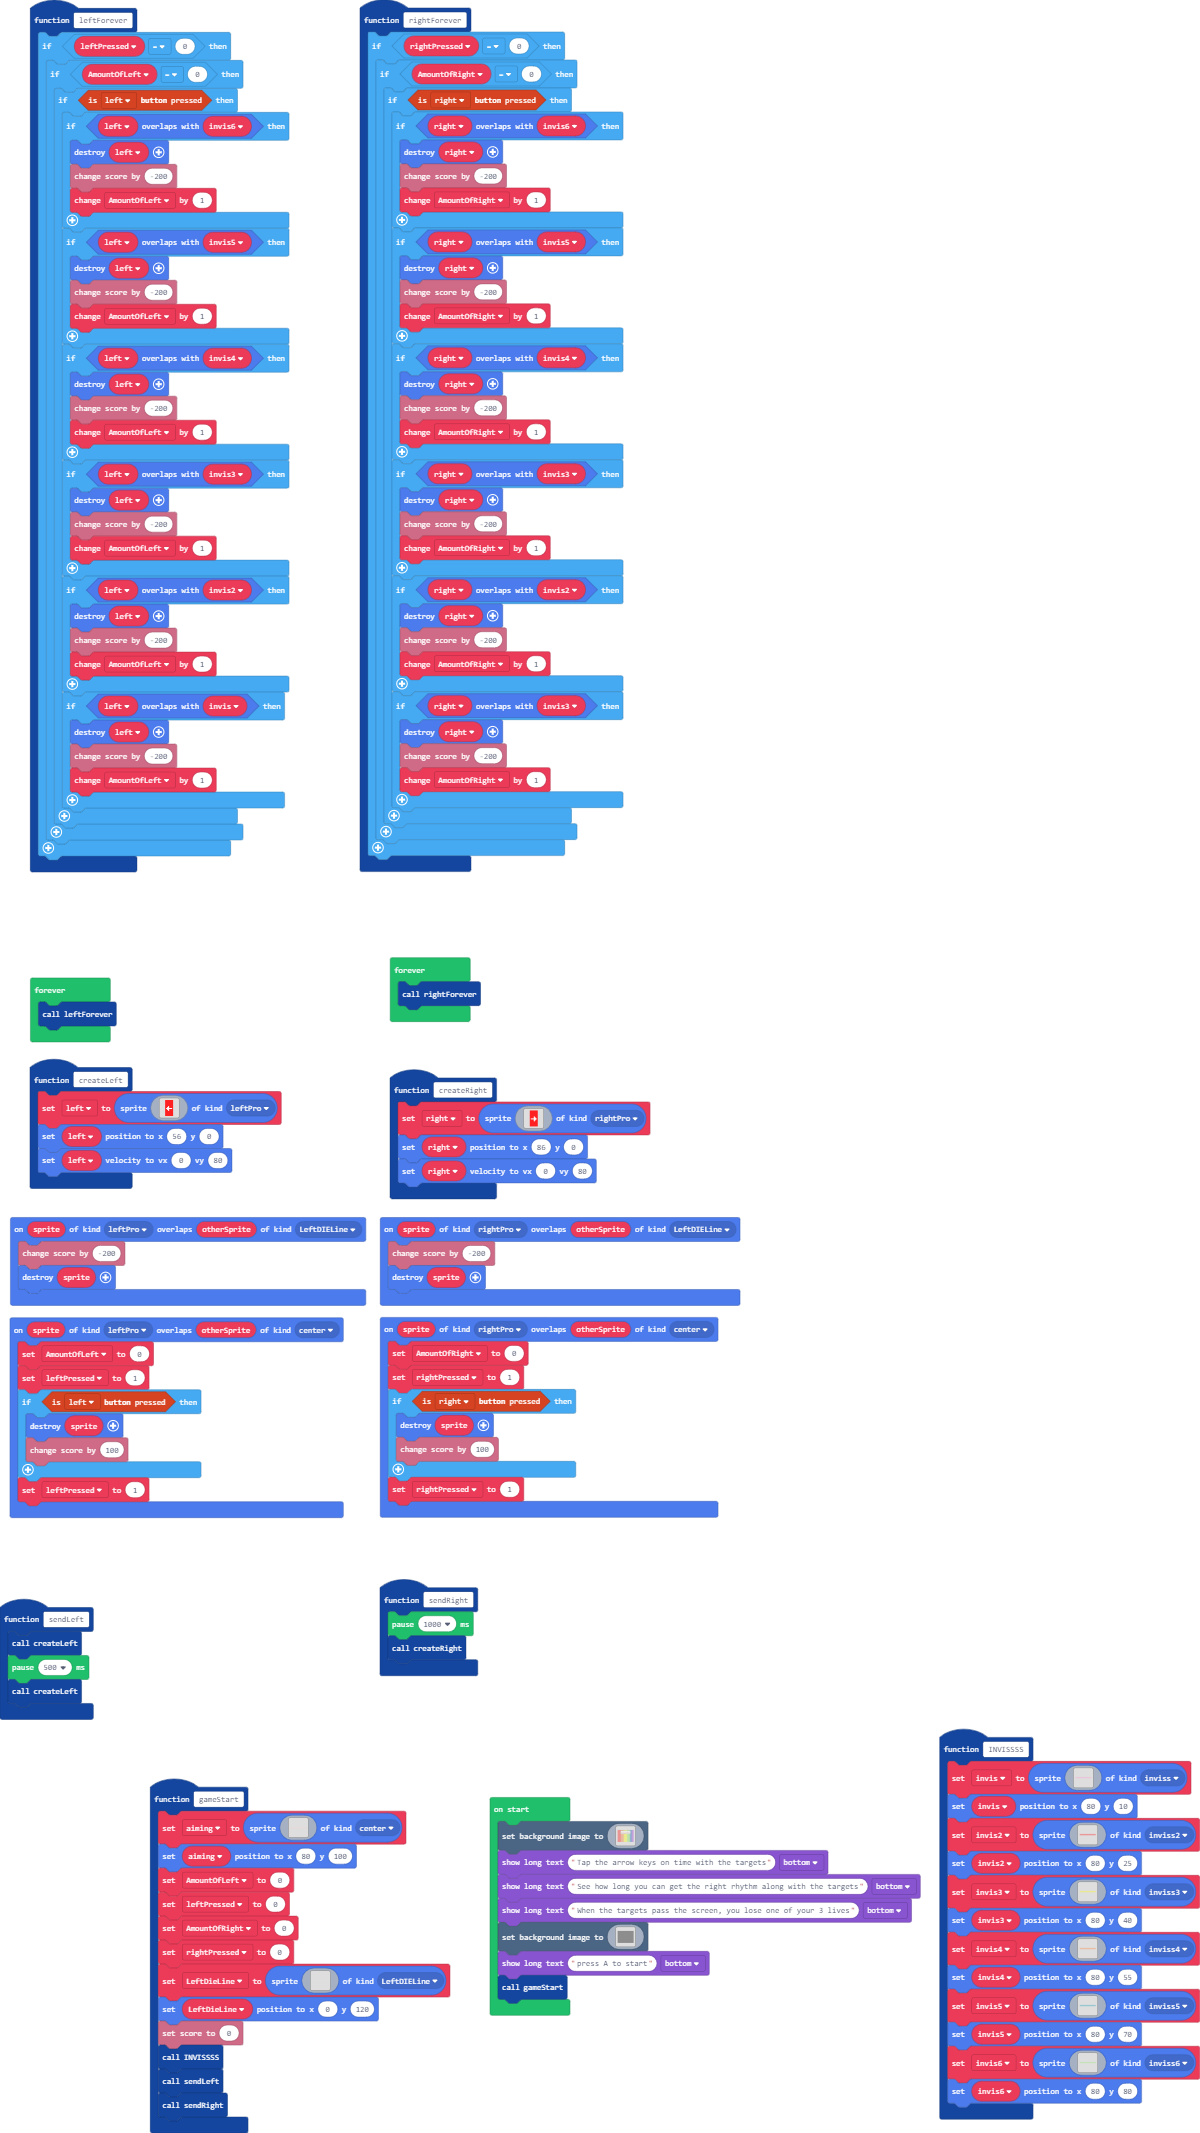 function leftForever
if leftPressed = 0 then
if AmountOfLeft = 0 then
if is left button pressed then
if left overlaps with invis6 then
destroy left
change score by -200
change AmountOfLeft by 1
if left overlaps with invis5 then
destroy left
change score by -200
change AmountOfLeft by 1
if left overlaps with invis4 then
destroy left
change score by -200
change AmountOfLeft by 1
if left overlaps with invis3 then
destroy left
change score by -200
change AmountOfLeft by 1
if left overlaps with invis2 then
destroy left
change score by -200
change AmountOfLeft by 1
if left overlaps with invis then
destroy left
change score by -200
change AmountOfLeft by 1
function rightForever
if rightPressed = 0 then
if AmountOfRight = 0 then
if is right button pressed then
if right overlaps with invis6 then
destroy right
change score by -200
change AmountOfRight by 1
if right overlaps with invis5 then
destroy right
change score by -200
change AmountOfRight by 1
if right overlaps with invis4 then
destroy right
change score by -200
change AmountOfRight by 1
if right overlaps with invis3 then
destroy right
change score by -200
change AmountOfRight by 1
if right overlaps with invis2 then
destroy right
change score by -200
change AmountOfRight by 1
if right overlaps with invis3 then
destroy right
change score by -200
change AmountOfRight by 1
forever
call leftForever
forever
call rightForever
function createLeft
set left to sprite of kind leftPro
set left position to x 56 y 0
set left velocity to vx 0 vy 80
function createRight
set right to sprite of kind rightPro
set right position to x 86 y 0
set right velocity to vx 0 vy 80
on sprite of kind leftPro overlaps otherSprite of kind LeftDIELine
change score by -200
destroy sprite
on sprite of kind rightPro overlaps otherSprite of kind LeftDIELine
change score by -200
destroy sprite
on sprite of kind leftPro overlaps otherSprite of kind center
set AmountOfLeft to 0
set leftPressed to 1
if is left button pressed then
destroy sprite
change score by 100
set leftPressed to 1
on sprite of kind rightPro overlaps otherSprite of kind center
set AmountOfRight to 0
set rightPressed to 1
if is right button pressed then
destroy sprite
change score by 100
set rightPressed to 1
function sendLeft
call createLeft
pause 500 ms
call createLeft
function sendRight
pause 1000 ms
call createRight
function gameStart
set aiming to sprite of kind center
set aiming position to x 80 y 100
set AmountOfLeft to 0
set leftPressed to 0
set AmountOfRight to 0
set rightPressed to 0
set LeftDieLine to sprite of kind LeftDIELine
set LeftDieLine position to x 0 y 120
set score to 0
call INVISSSS
call sendLeft
call sendRight
on start
set background image to
show long text "Tap the arrow keys on time with the targets" bottom
show long text "See how long you can get the right rhythm along with the targets" bottom
show long text "When the targets pass the screen, you lose one of your 3 lives" bottom
set background image to
show long text "press A to start" bottom
call gameStart
function INVISSSS
set invis to sprite of kind inviss
set invis position to x 80 y 10
set invis2 to sprite of kind inviss2
set invis2 position to x 80 y 25
set invis3 to sprite of kind inviss3
set invis3 position to x 80 y 40
set invis4 to sprite of kind inviss4
set invis4 position to x 80 y 55
set invis5 to sprite of kind inviss5
set invis5 position to x 80 y 70
set invis6 to sprite of kind inviss6
set invis6 position to x 80 y 80